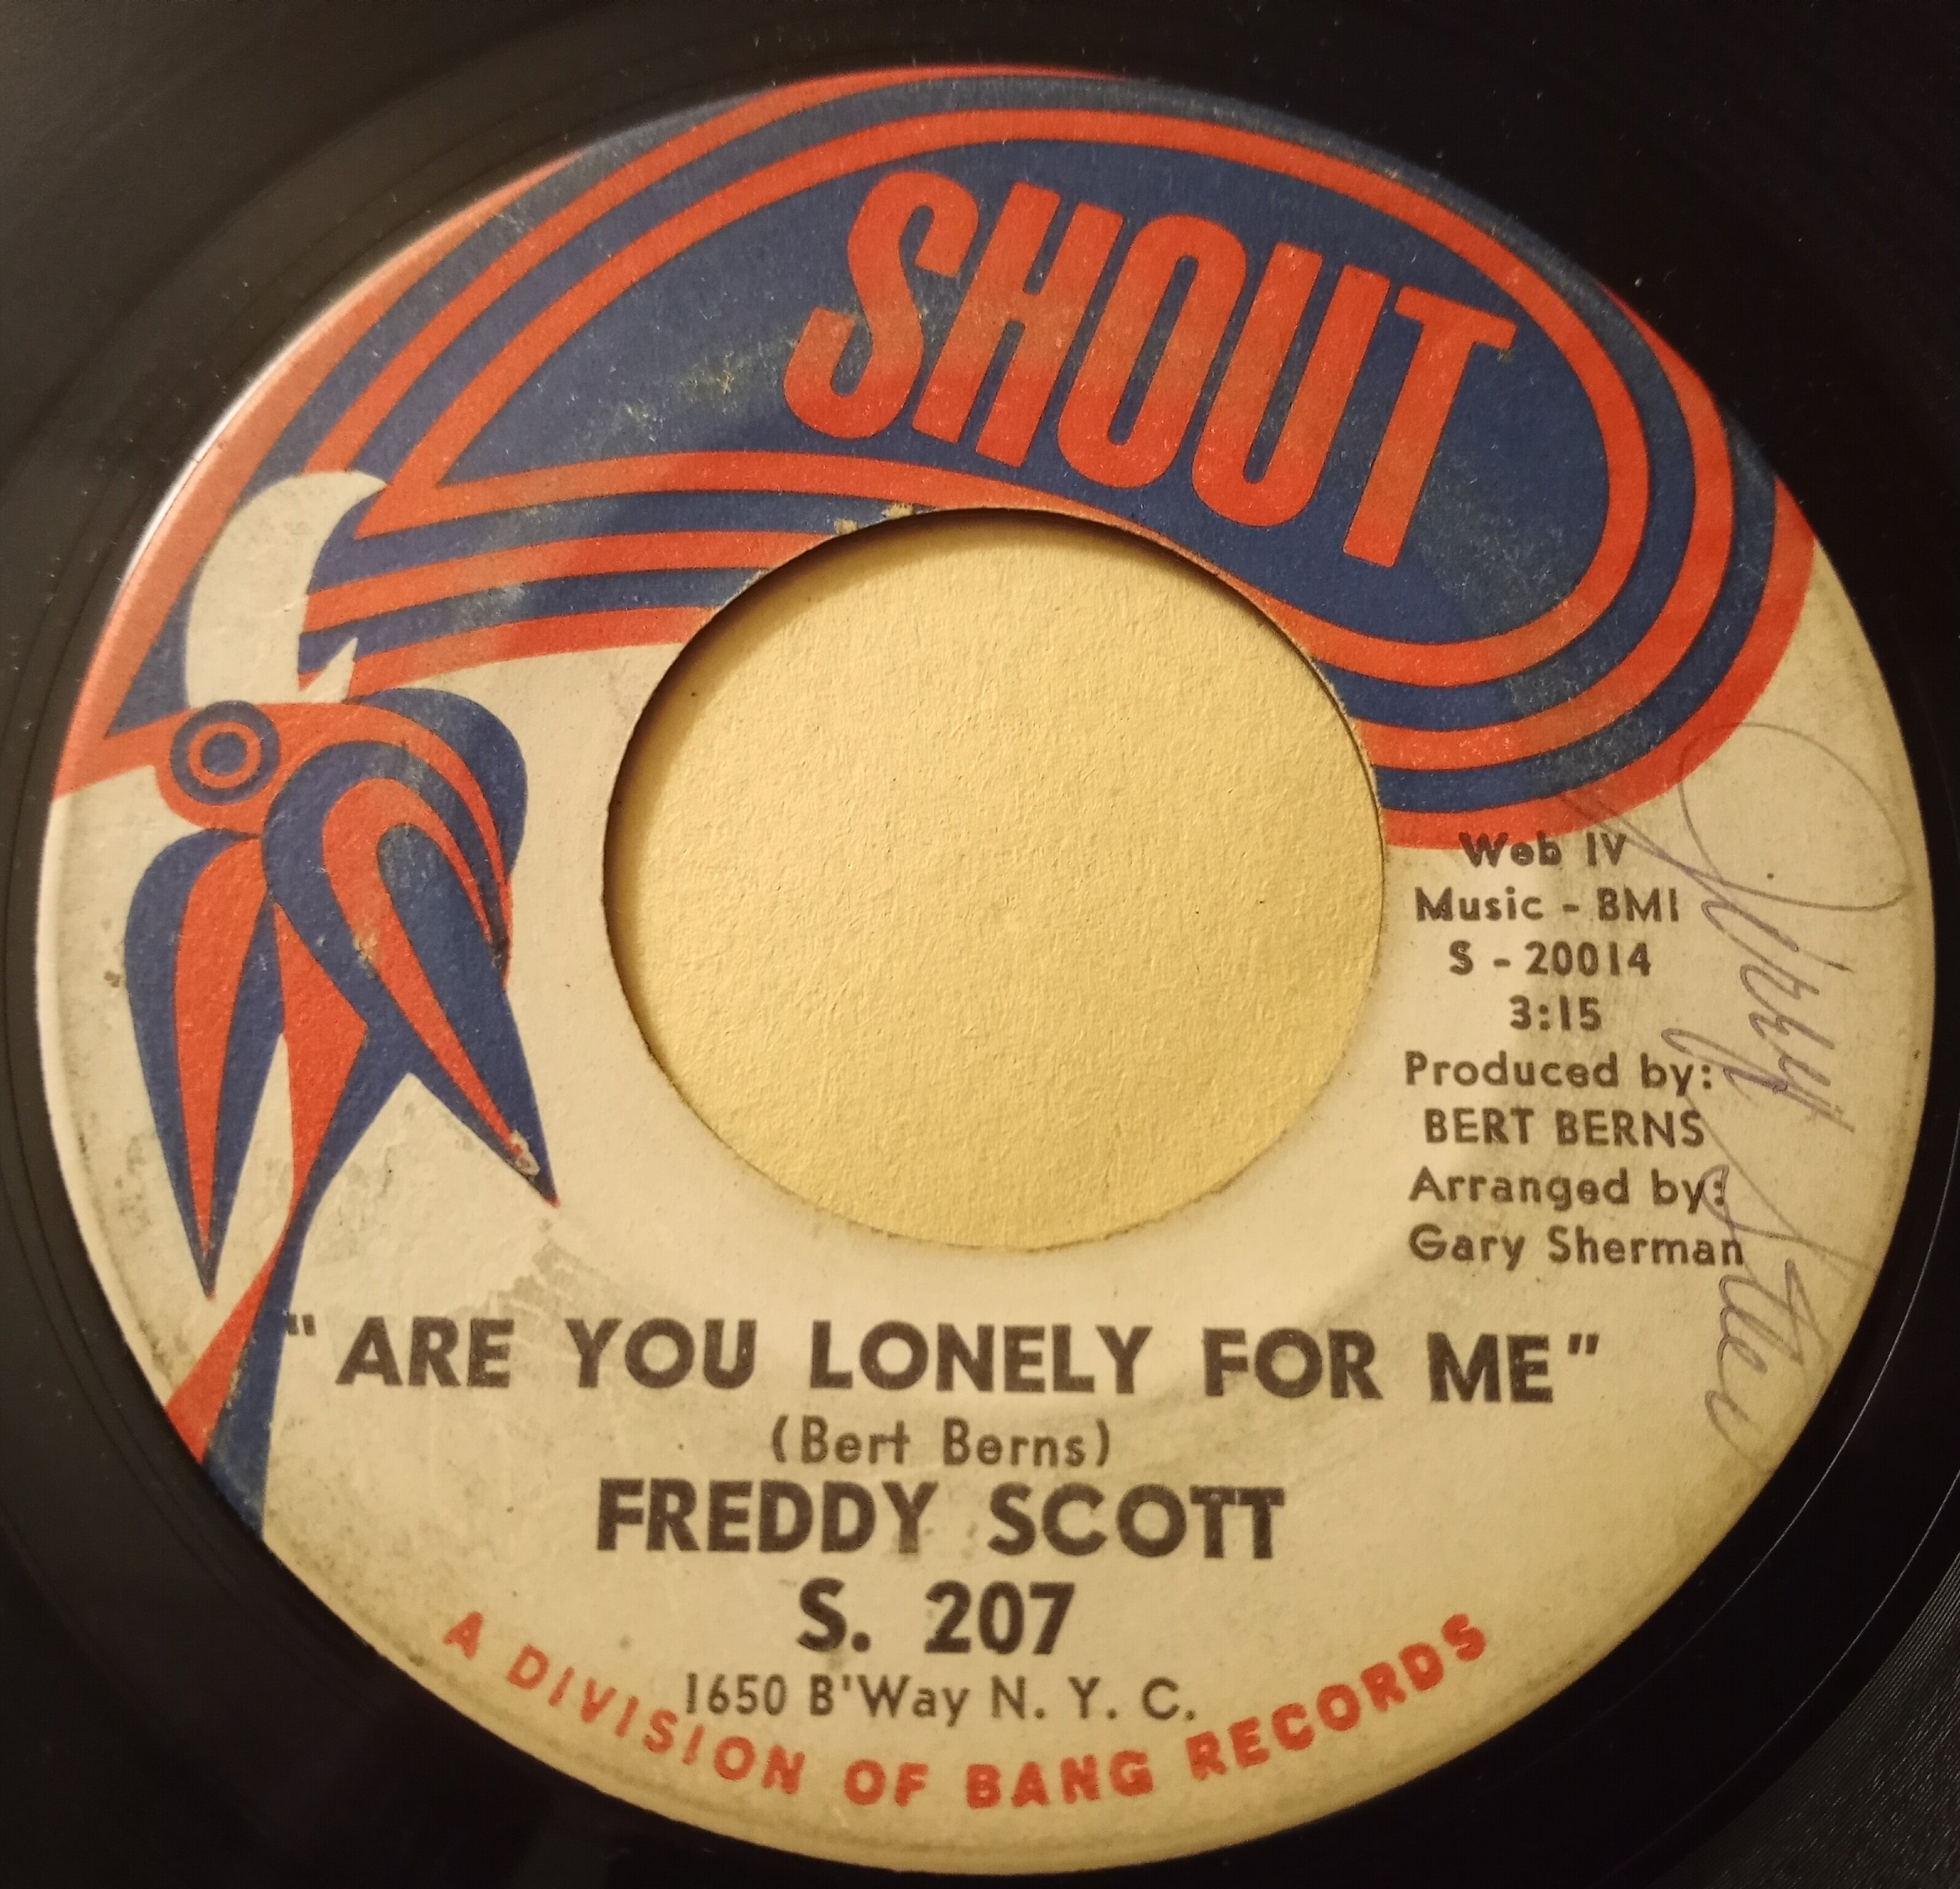 SHOUT
Web IV
Music - BMI
S - 20014
3:15
Produced by:
BERT BERNS
Arranged by:
Gary Sherman
"ARE YOU LONELY FOR ME"
(Bert Berns)
FREDDY SCOTT
S. 207
1650 B'Way N. Y. C.
A DIVISION OF BANG RECORDS